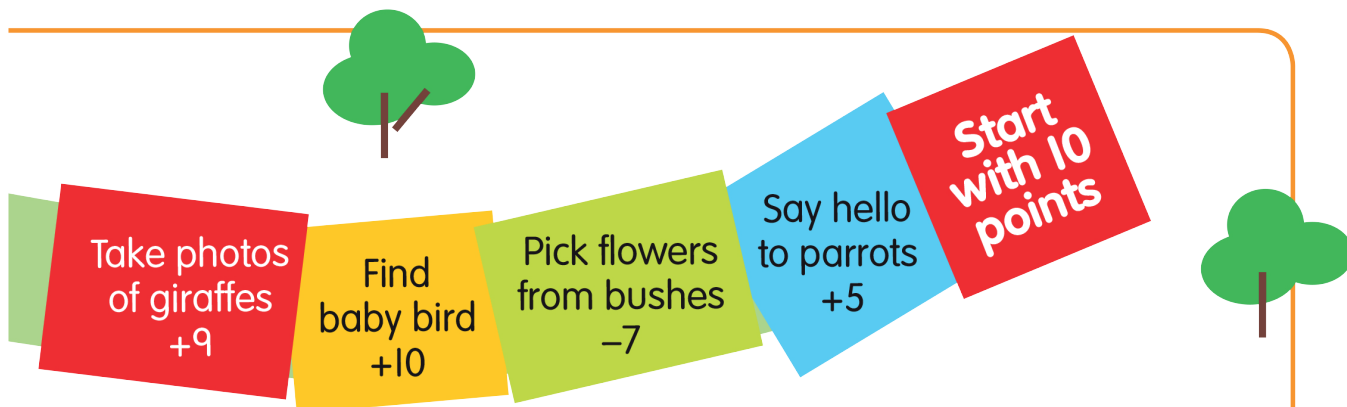 Start
with 10
points
Say hello
to parrots
+5
Pick flowers
from bushes
–7
Find
baby bird
+10
Take photos
of giraffes
+9